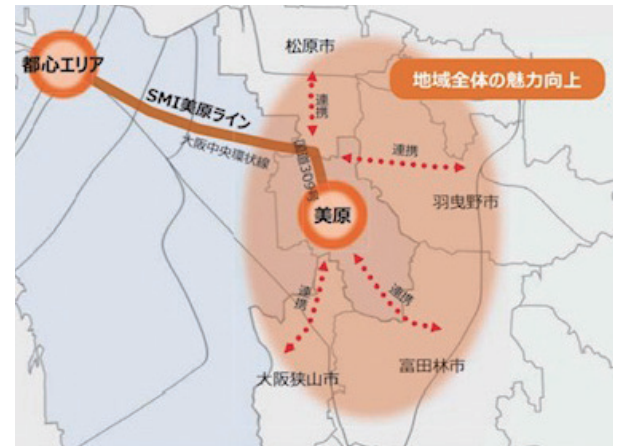 松原市
都心エリア
地域全体の魅力向上
SMI美原ライン
連携
大阪中央環状線
国道309号
連携
羽曳野市
美原
連携
連携
大阪狭山市
富田林市